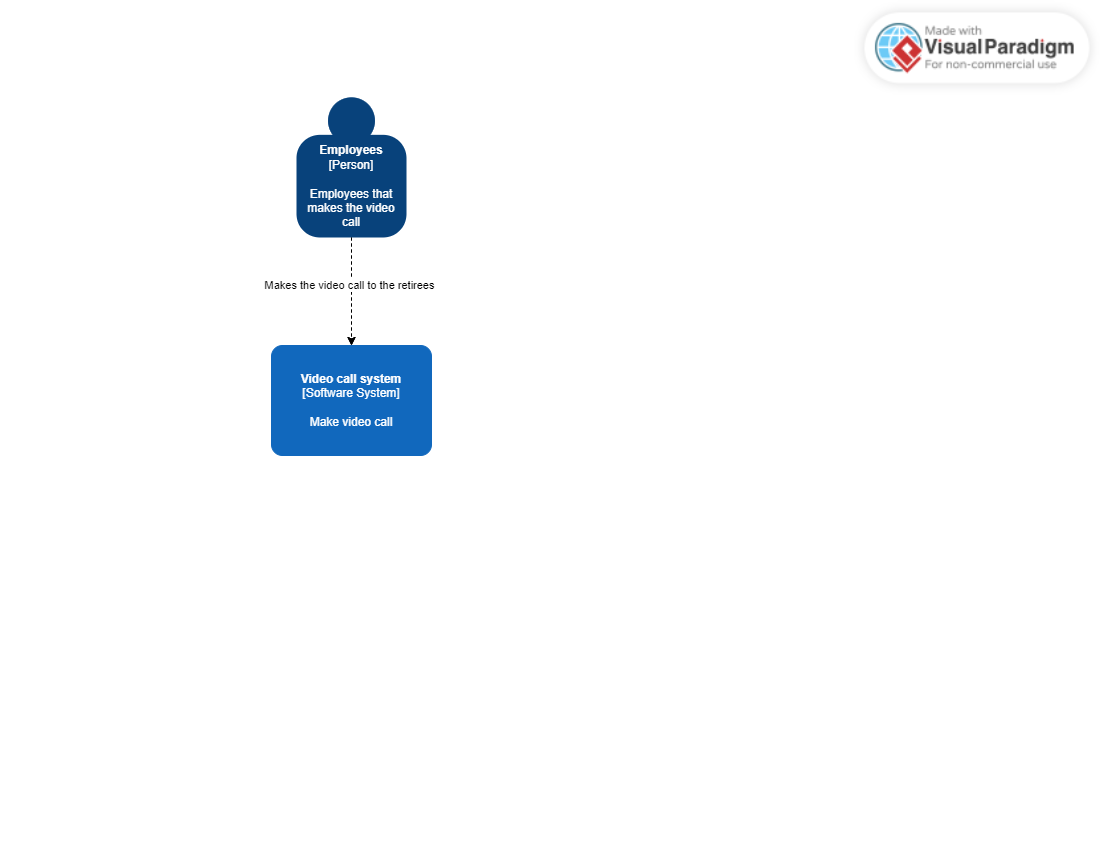 Made with
Visual Paradigm
For non-commercial use
Employees
[Person]
Employees that
makes the video
call
Makes the video call to the retirees
Video call system
[Software System]
Make video call